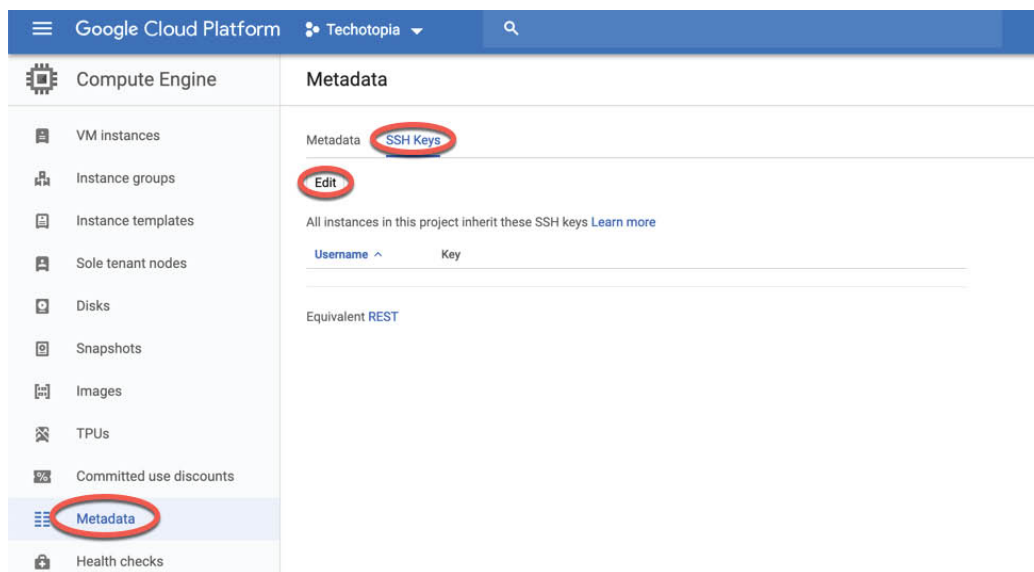 Google Cloud Platform Techotopia
Compute Engine
Metadata
VM instances
Instance groups
Instance templates
Sole tenant nodes
Disks
Snapshots
Images
TPUs
Committed use discounts
Metadata
Health checks
Metadata SSH Keys
Edit
All instances in this project inherit these SSH keys Learn more
Username Key
Equivalent REST